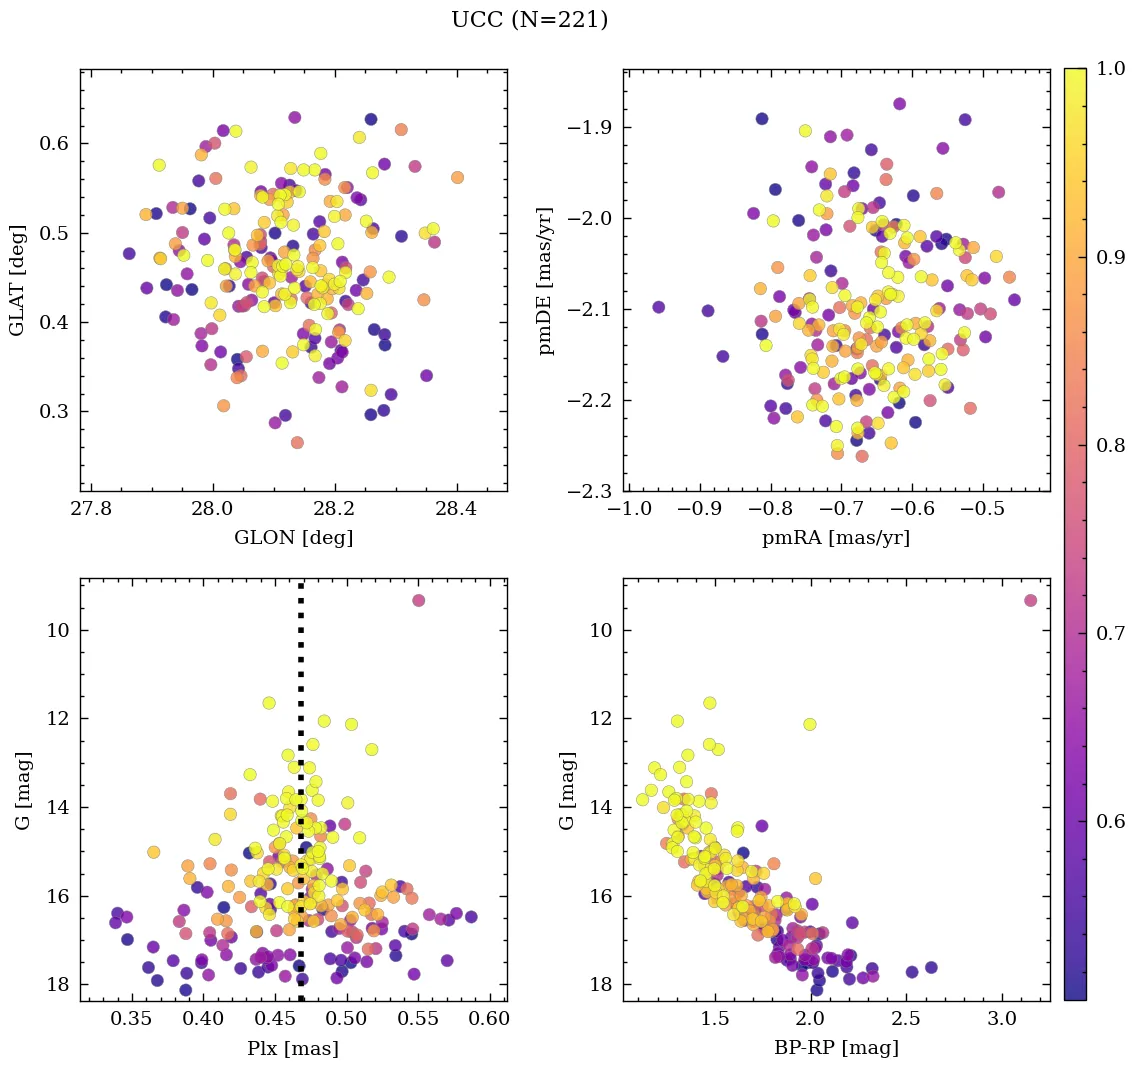 UCC (N=221)
0.6
0.5
0.4
0.3
GLAT [deg]
27.8 28.0 28.2 28.4
GLON [deg]
−1.9
−2.0
−2.1
−2.2
−2.3
pmDE [mas/yr]
−1.0 −0.9 −0.8 −0.7 −0.6 −0.5
pmRA [mas/yr]
1.0
0.9
0.8
0.7
0.6
10
12
14
16
18
G [mag]
0.35 0.40 0.45 0.50 0.55 0.60
Plx [mas]
10
12
14
16
18
G [mag]
1.5 2.0 2.5 3.0
BP-RP [mag]